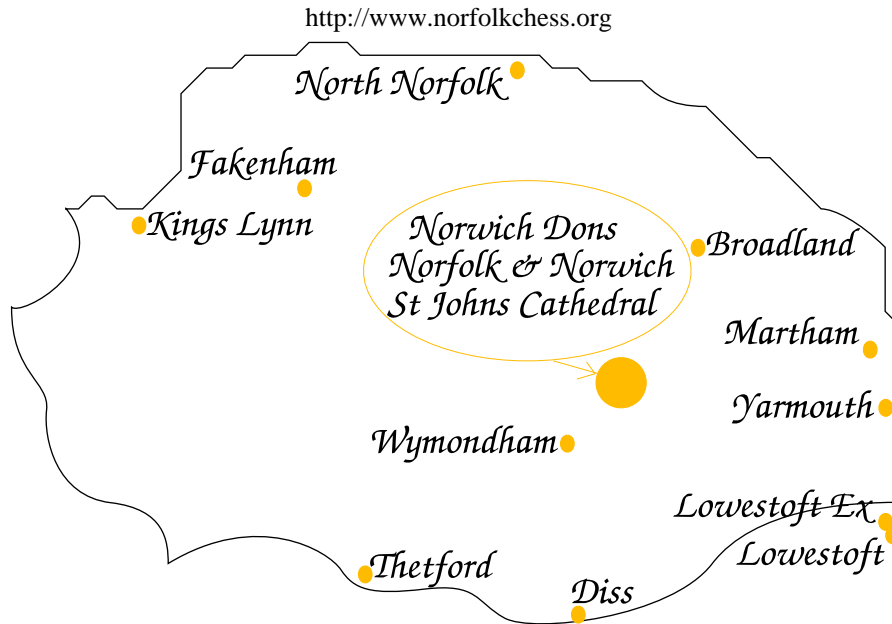 http://www.norfolkchess.org
North Norfolk
Fakenham
Kings Lynn
Norwich Dons
Norfolk & Norwich
St Johns Cathedral
Broadland
Martham
Yarmouth
Wymondham
Lowestoft Ex
Lowestoft
Thetford
Diss